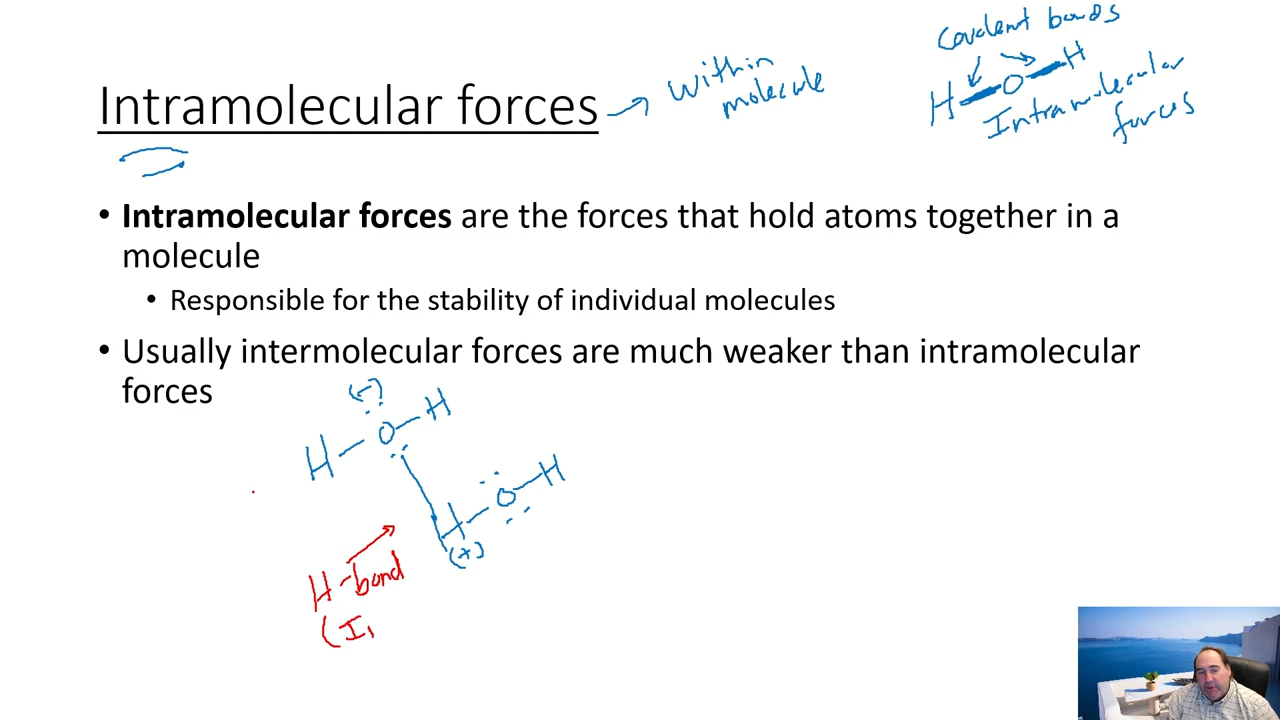 Covalent bonds
H O H
Intramolecular
forces
Intramolecular forces → Within
molecule
• Intramolecular forces are the forces that hold atoms together in a
molecule
• Responsible for the stability of individual molecules
• Usually intermolecular forces are much weaker than intramolecular
forces
(-)
H - O - H
H - O - H
(+)
H-bond
(In